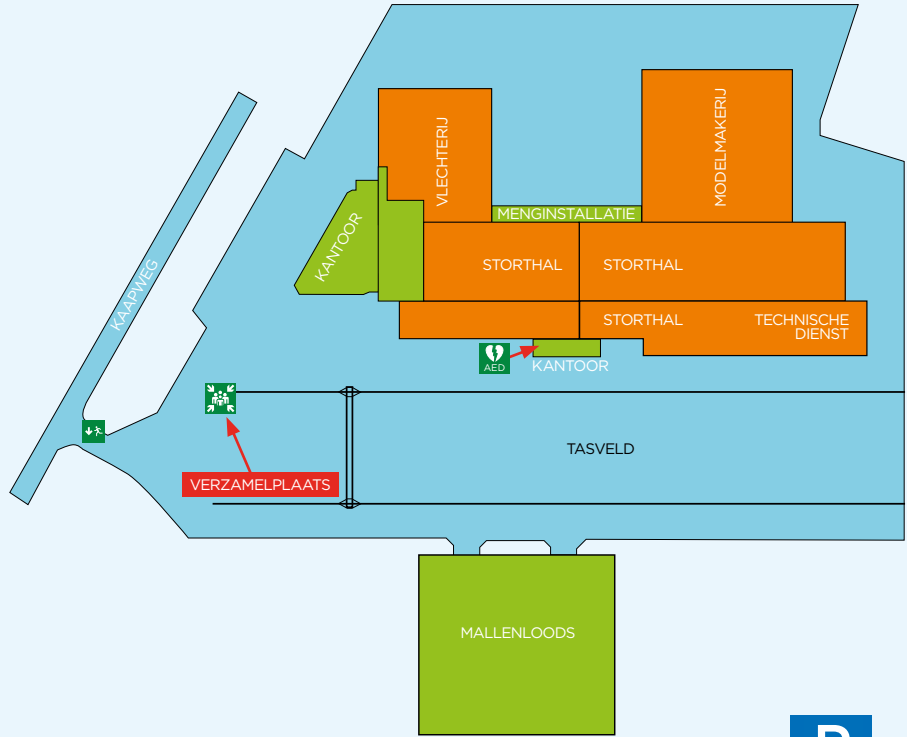 VLECHTERIJ
MODELMAKERIJ
MENGINSTALLATIE
KANTOOR
STORTHAL
STORTHAL
KAAPWEG
STORTHAL
TECHNISCHE
DIENST
AED
KANTOOR
TASVELD
VERZAMELPLAATS
MALLENLOODS